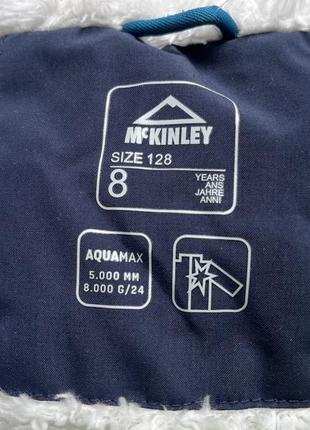 McKINLEY
SIZE 128
8
YEARS
ANS
JAHRE
ANNI
AQUAMAX
5.000 MM
8.000 G/24